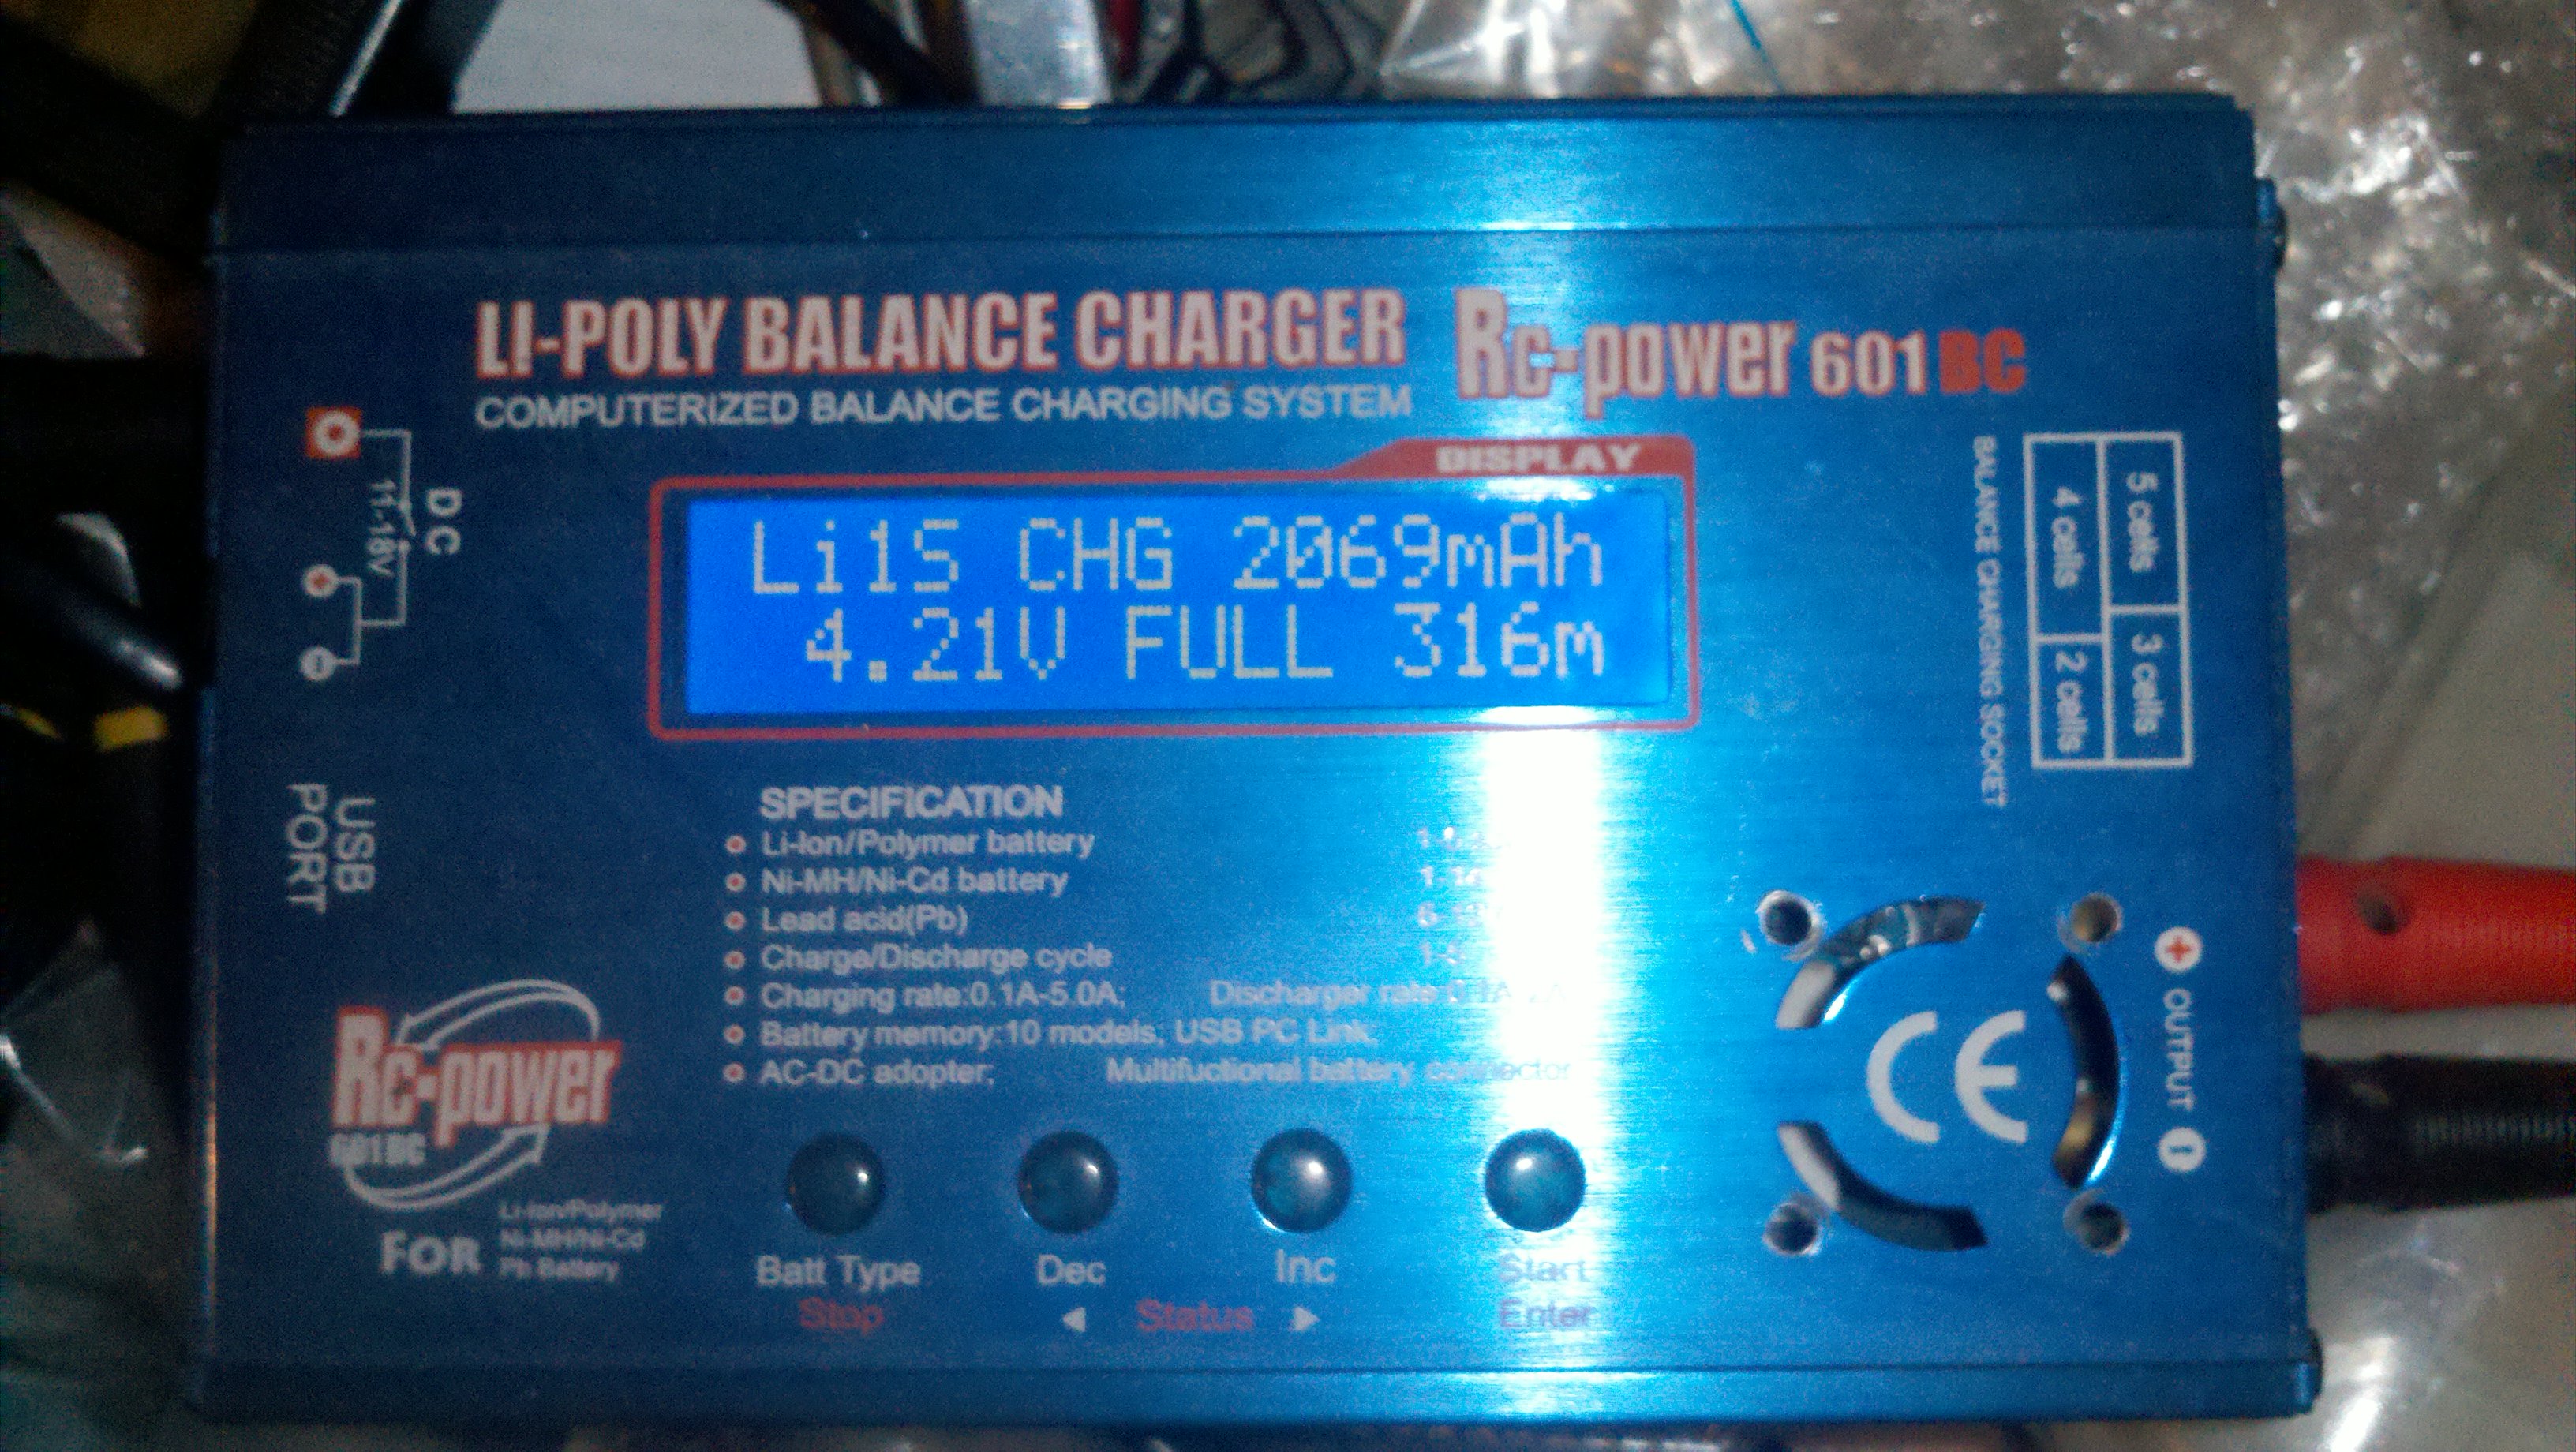 LI-POLY BALANCE CHARGER Rc-power 601 BC
COMPUTERIZED BALANCE CHARGING SYSTEM
DISPLAY
Li1S CHG 2069mAh
4.21V FULL 316m
DC
11-18V
USB
PORT
5 cells 3 cells
4 cells 2 cells
BALANCE CHARGING SOCKET
SPECIFICATION
Li-Ion/Polymer battery
Ni-MH/Ni-Cd battery
Lead acid(Pb)
Charge/Discharge cycle
Charging rate:0.1A-5.0A; Discharger rate
Battery memory:10 models, USB PC Link,
AC-DC adopter; Multifuctional battery connector
+ OUTPUT -
CE
Rc-power
601BC
FOR Li-Ion/Polymer
Ni-MH/Ni-Cd
Pb Battery
Batt Type Dec Inc Start
Stop ◀ Status ▶ Enter